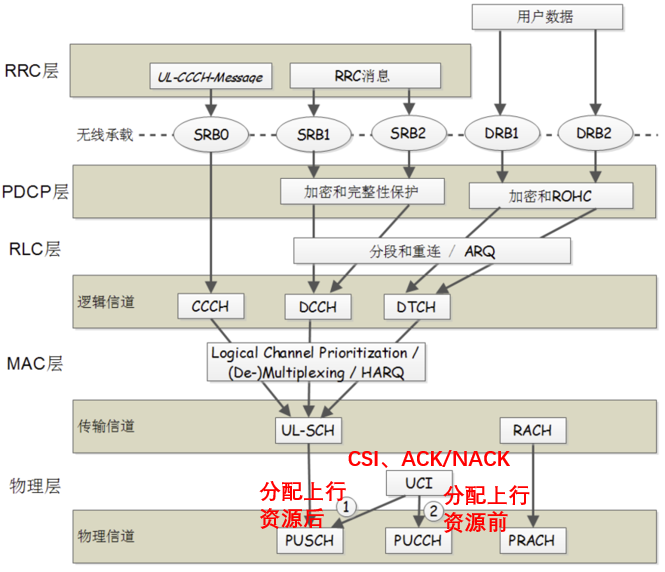 用户数据
RRC层
UL-CCCH-Message
RRC消息
无线承载
SRB0
SRB1
SRB2
DRB1
DRB2
PDCP层
加密和完整性保护
加密和ROHC
RLC层
分段和重连 / ARQ
逻辑信道
CCCH
DCCH
DTCH
MAC层
Logical Channel Prioritization /
(De-)Multiplexing / HARQ
传输信道
UL-SCH
RACH
CSI、ACK/NACK
物理层
UCI
分配上行
资源后
1
2
分配上行
资源前
物理信道
PUSCH
PUCCH
PRACH